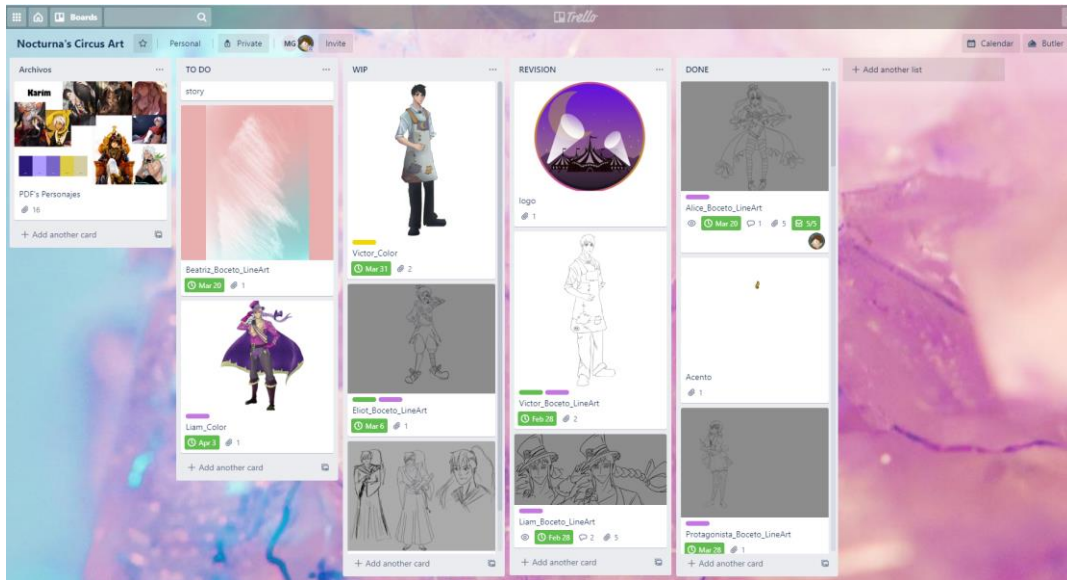 Boards
Trello
Nocturna's Circus Art
Personal
Private
MG
Invite
Calendar
Butler
Archivos
Karim
PDF's Personajes
16
+ Add another card
TO DO
story
Beatriz_Boceto_LineArt
Mar 20
1
Liam_Color
Apr 3
1
+ Add another card
WIP
Victor_Color
Mar 31
2
Eliot_Boceto_LineArt
Mar 6
1
+ Add another card
REVISION
logo
1
Victor_Boceto_LineArt
Feb 28
2
Liam_Boceto_LineArt
Feb 28
2
5
+ Add another card
DONE
Alice_Boceto_LineArt
Mar 20
1
5
5/5
Acento
1
Protagonista_Boceto_LineArt
Mar 28
1
+ Add another card
+ Add another list